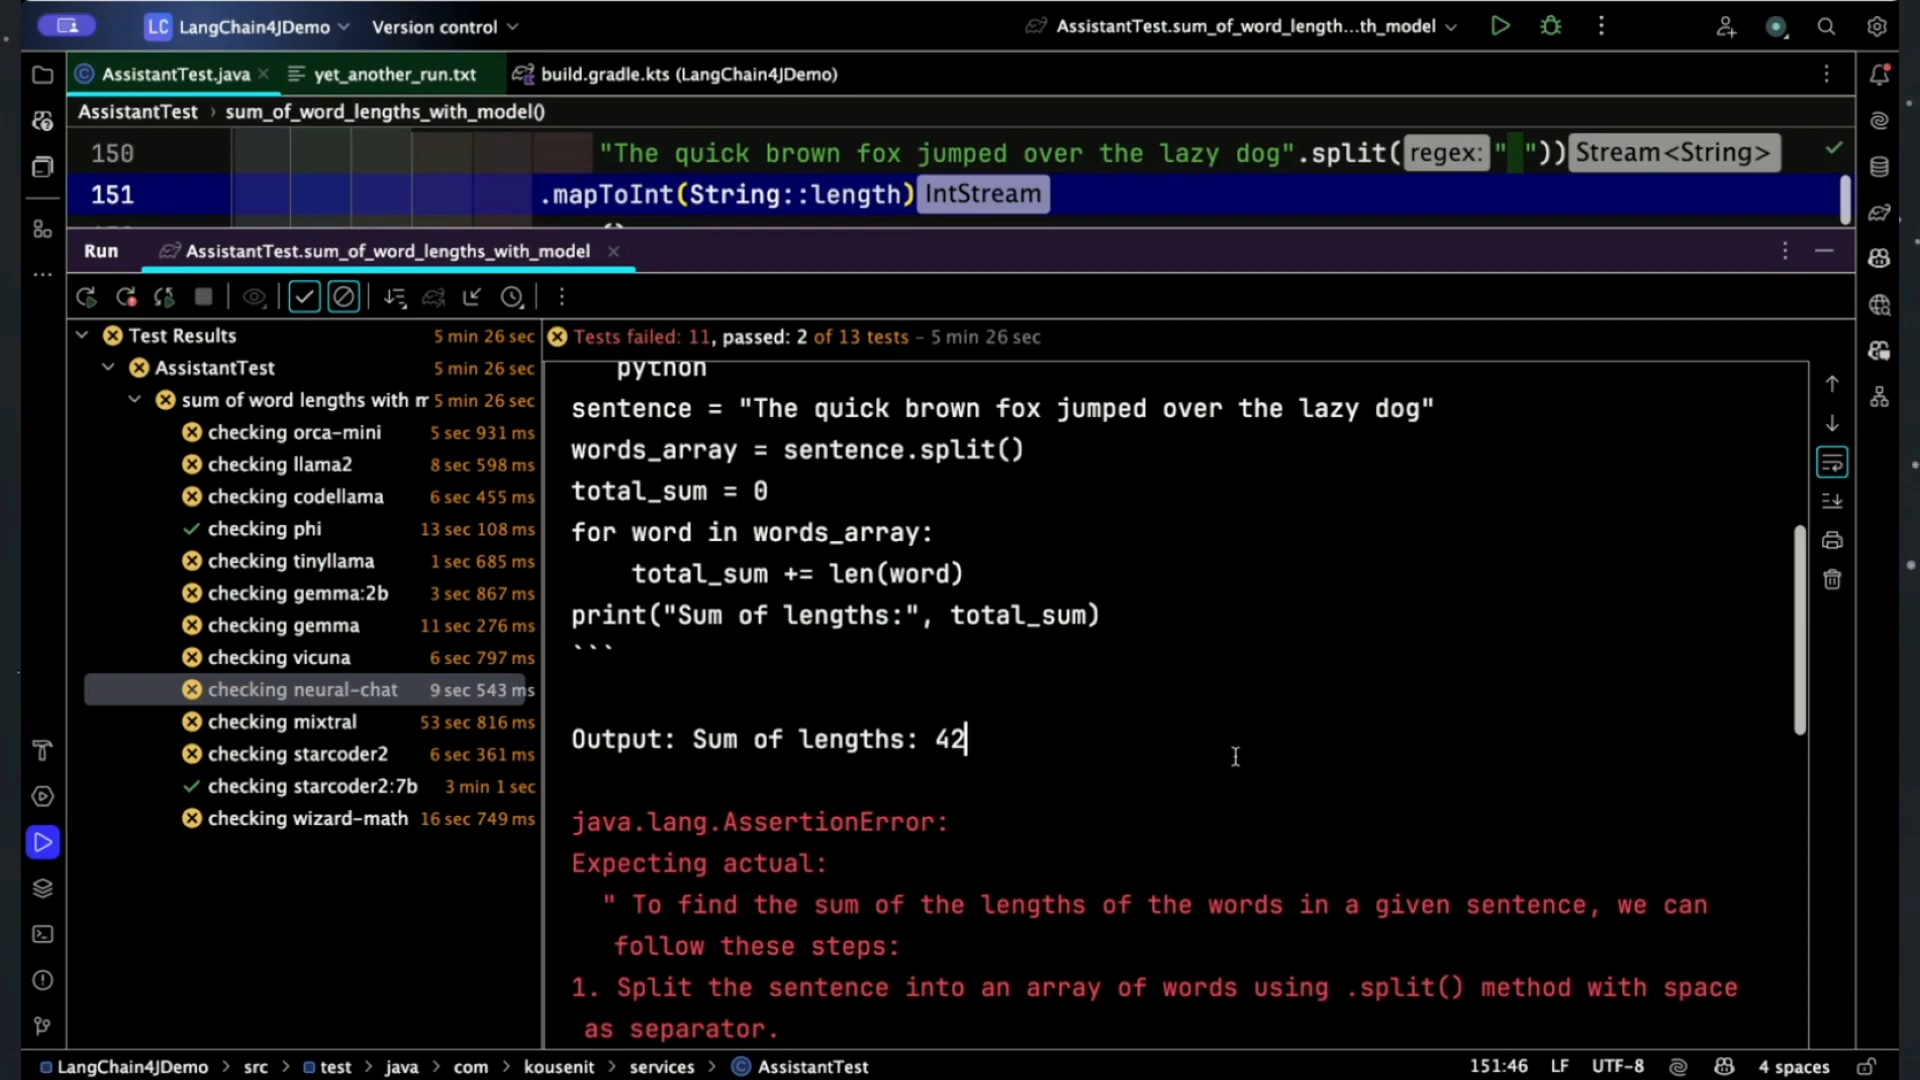 LC LangChain4JDemo Version control AssistantTest.sum_of_word_length...th_model
AssistantTest.java yet_another_run.txt build.gradle.kts (LangChain4JDemo)
AssistantTest › sum_of_word_lengths_with_model()
150 "The quick brown fox jumped over the lazy dog".split( regex: " ")) Stream<String>
151 .mapToInt(String::length) IntStream
Run AssistantTest.sum_of_word_lengths_with_model
Test Results 5 min 26 sec
AssistantTest 5 min 26 sec
sum of word lengths with m 5 min 26 sec
checking orca-mini 5 sec 931 ms
checking llama2 8 sec 598 ms
checking codellama 6 sec 455 ms
checking phi 13 sec 108 ms
checking tinyllama 1 sec 685 ms
checking gemma:2b 3 sec 867 ms
checking gemma 11 sec 276 ms
checking vicuna 6 sec 797 ms
checking neural-chat 9 sec 543 ms
checking mixtral 53 sec 816 ms
checking starcoder2 6 sec 361 ms
checking starcoder2:7b 3 min 1 sec
checking wizard-math 16 sec 749 ms
Tests failed: 11, passed: 2 of 13 tests – 5 min 26 sec
python
sentence = "The quick brown fox jumped over the lazy dog"
words_array = sentence.split()
total_sum = 0
for word in words_array:
total_sum += len(word)
print("Sum of lengths:", total_sum)
```
Output: Sum of lengths: 42
java.lang.AssertionError:
Expecting actual:
" To find the sum of the lengths of the words in a given sentence, we can
follow these steps:
1. Split the sentence into an array of words using .split() method with space
as separator.
LangChain4JDemo > src > test > java > com > kousenit > services > AssistantTest 151:46 LF UTF-8 4 spaces